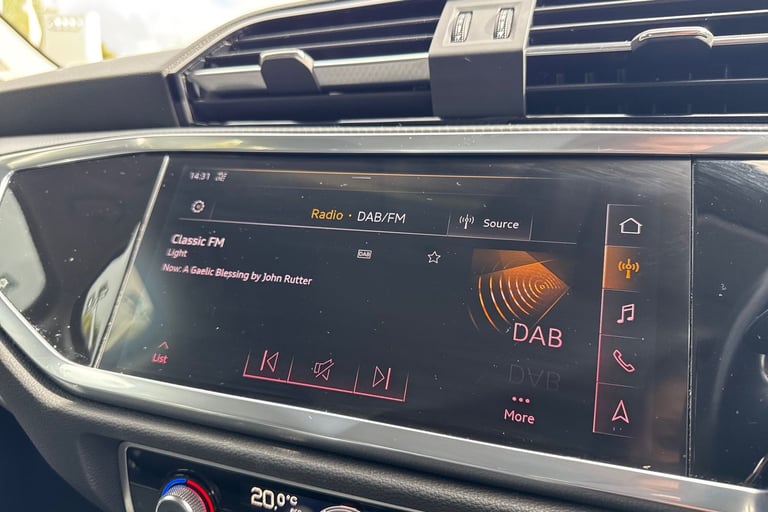 14:31
Radio · DAB/FM
Source
Classic FM
Light
Now: A Gaelic Blessing by John Rutter
DAB
DAB
List
More
20.0°C